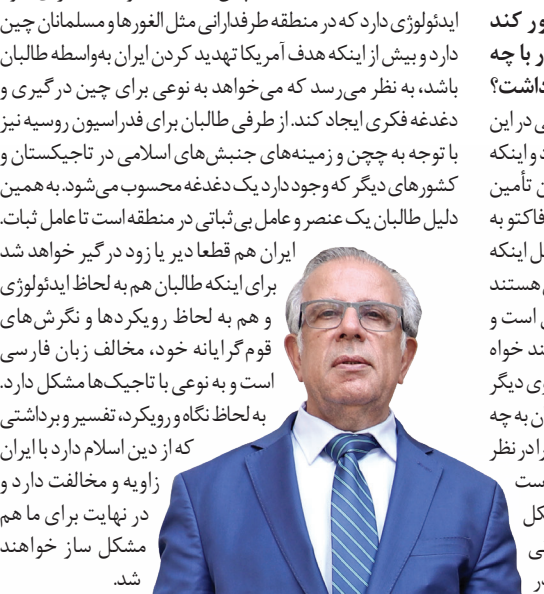 ور کند
ر با چه
داشت؟
ی در این
د و اینکه
ن تأمین
فاکتو به
ل اینکه
ی هستند
ل است و
ند خواه
وی دیگر
ن به چه
را در نظر
ست
کل
ی
در
ایدئولوژی دارد که در منطقه طرفدارانی مثل الغورها و مسلمانان چین
دارد و بیش از اینکه هدف آمریکا تهدید کردن ایران به‌واسطه طالبان
باشد، به نظر می‌رسد که می‌خواهد به نوعی برای چین درگیری و
دغدغه فکری ایجاد کند. از طرفی طالبان برای فدراسیون روسیه نیز
با توجه به چچن و زمینه‌های جنبش‌های اسلامی در تاجیکستان و
کشورهای دیگر که وجود دارد یک دغدغه محسوب می‌شود. به همین
دلیل طالبان یک عنصر و عامل بی‌ثباتی در منطقه است تا عامل ثبات.
ایران هم قطعا دیر یا زود درگیر خواهد شد
برای اینکه طالبان هم به لحاظ ایدئولوژی
و هم به لحاظ رویکردها و نگرش‌های
قوم‌گرایانه خود، مخالف زبان فارسی
است و به نوعی با تاجیک‌ها مشکل دارد.
به لحاظ نگاه و رویکرد، تفسیر و برداشتی
که از دین اسلام دارد با ایران
زاویه و مخالفت دارد و
در نهایت برای ما هم
مشکل ساز خواهند
شد.